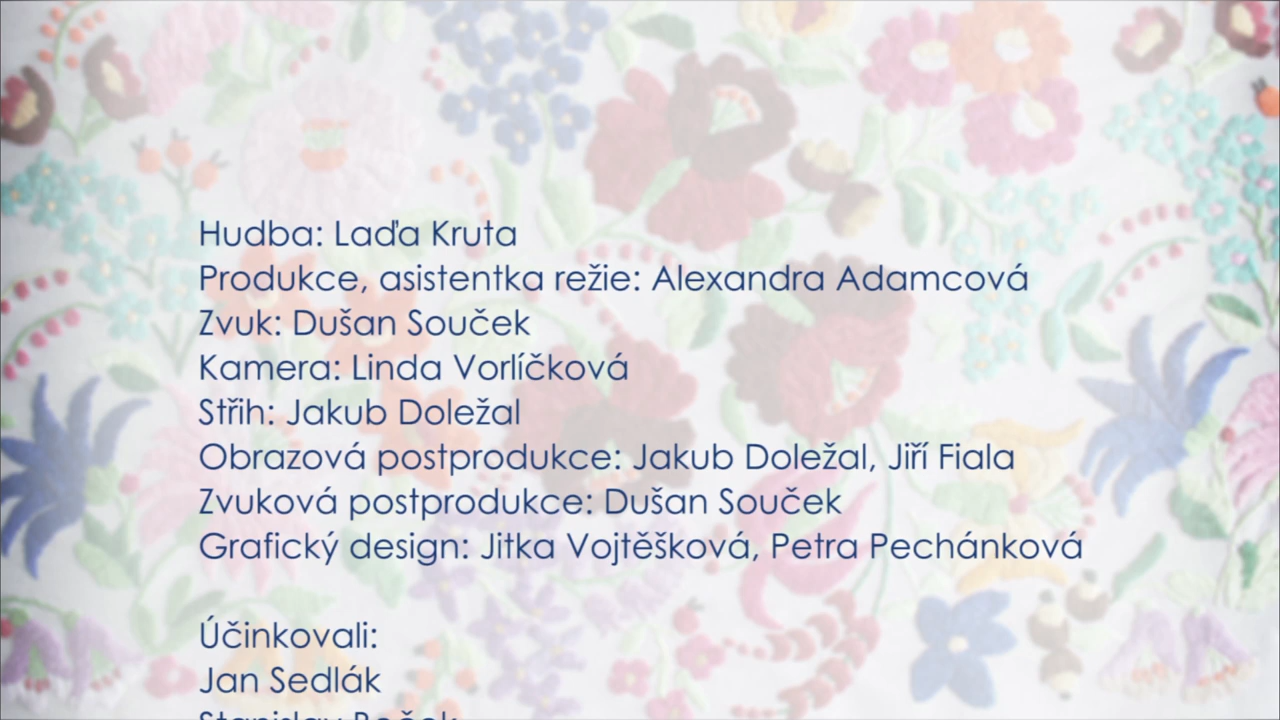 Hudba: Laďa Kruta
Produkce, asistentka režie: Alexandra Adamcová
Zvuk: Dušan Souček
Kamera: Linda Vorlíčková
Střih: Jakub Doležal
Obrazová postprodukce: Jakub Doležal, Jiří Fiala
Zvuková postprodukce: Dušan Souček
Grafický design: Jitka Vojtěšková, Petra Pechánková
Účinkovali:
Jan Sedlák
Stanislav